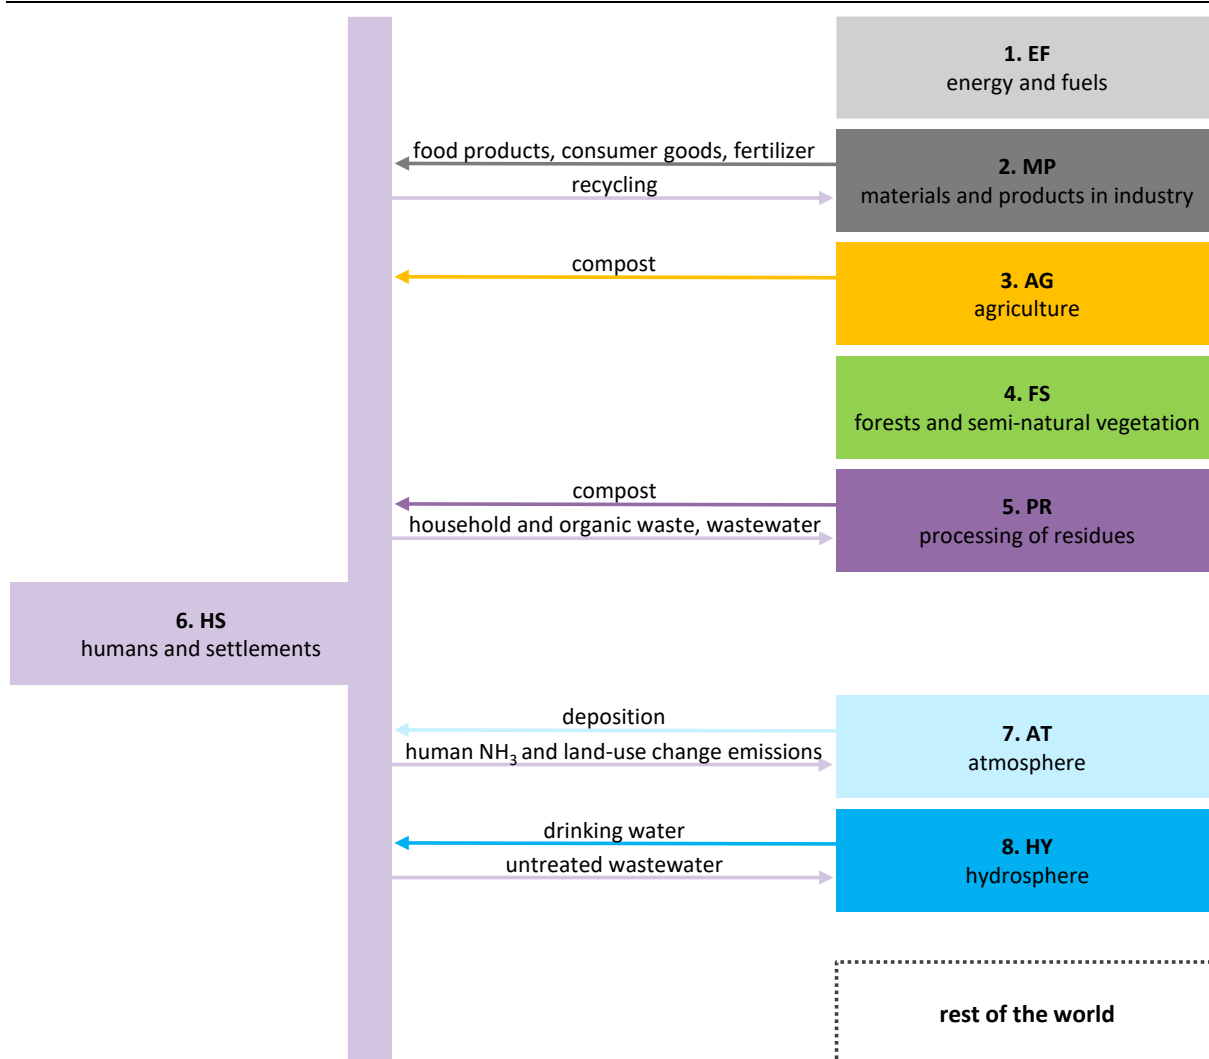 1. EF
energy and fuels
food products, consumer goods, fertilizer
recycling
2. MP
materials and products in industry
compost
3. AG
agriculture
4. FS
forests and semi-natural vegetation
compost
household and organic waste, wastewater
5. PR
processing of residues
6. HS
humans and settlements
deposition
human NH₃ and land-use change emissions
7. AT
atmosphere
drinking water
untreated wastewater
8. HY
hydrosphere
rest of the world